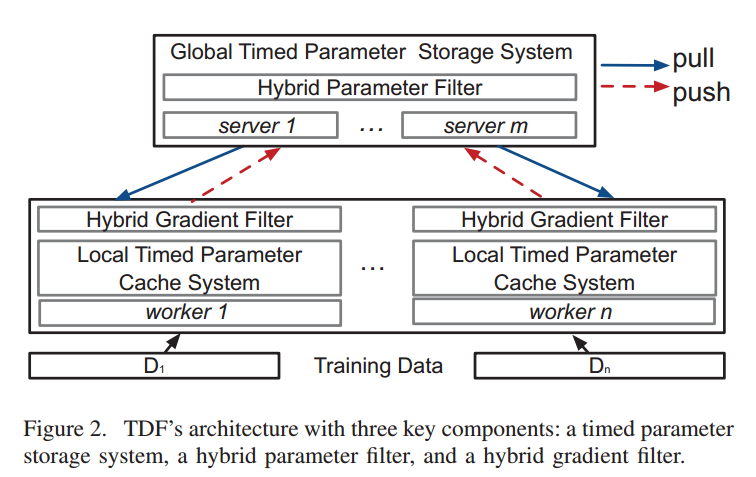 Global Timed Parameter Storage System
pull
Hybrid Parameter Filter
push
server 1 ... server m
Hybrid Gradient Filter
Hybrid Gradient Filter
Local Timed Parameter
Cache System
...
Local Timed Parameter
Cache System
worker 1
worker n
D1
Training Data
Dn
Figure 2. TDF's architecture with three key components: a timed parameter
storage system, a hybrid parameter filter, and a hybrid gradient filter.